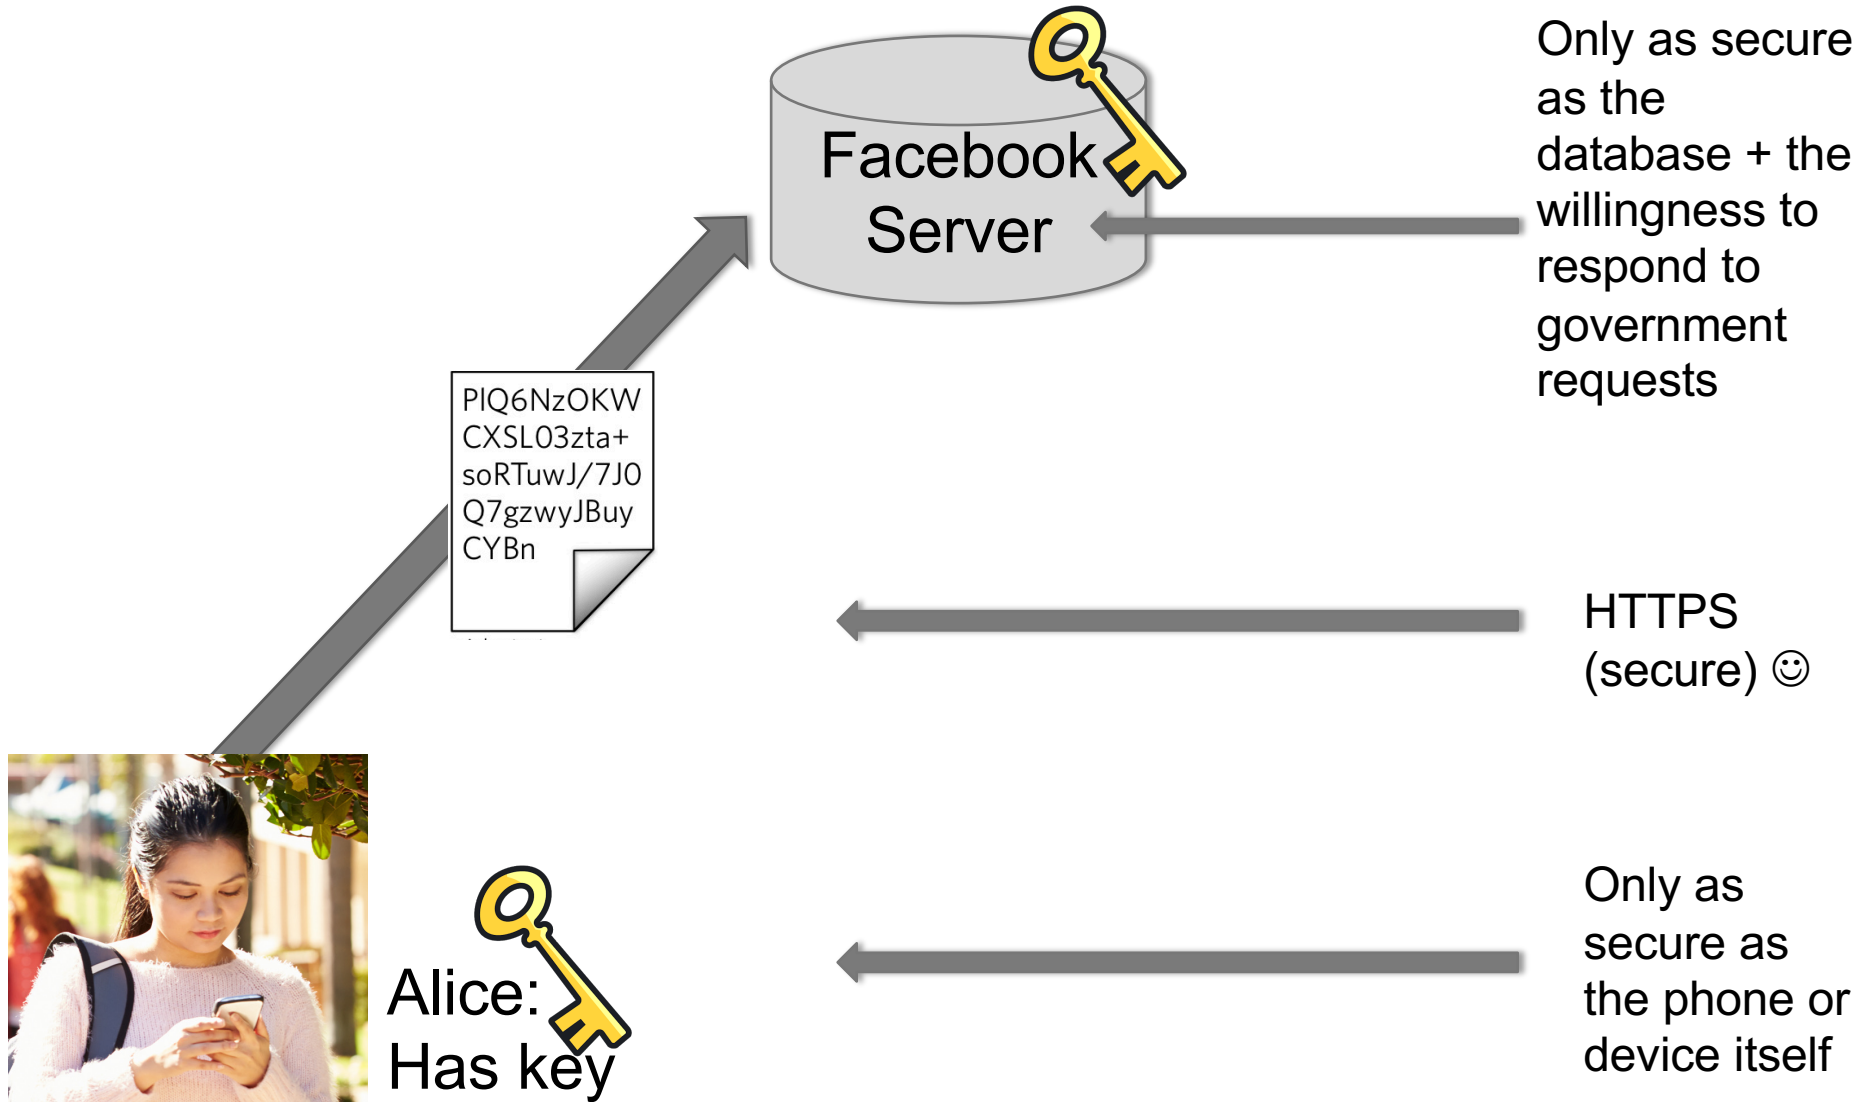 Only as secure
as the
database + the
willingness to
respond to
government
requests
Facebook
Server
PlQ6NzOKW
CXSL03zta+
soRTuwJ/7J0
Q7gzwyJBuy
CYBn
HTTPS
(secure) ☺
Alice:
Has key
Only as
secure as
the phone or
device itself